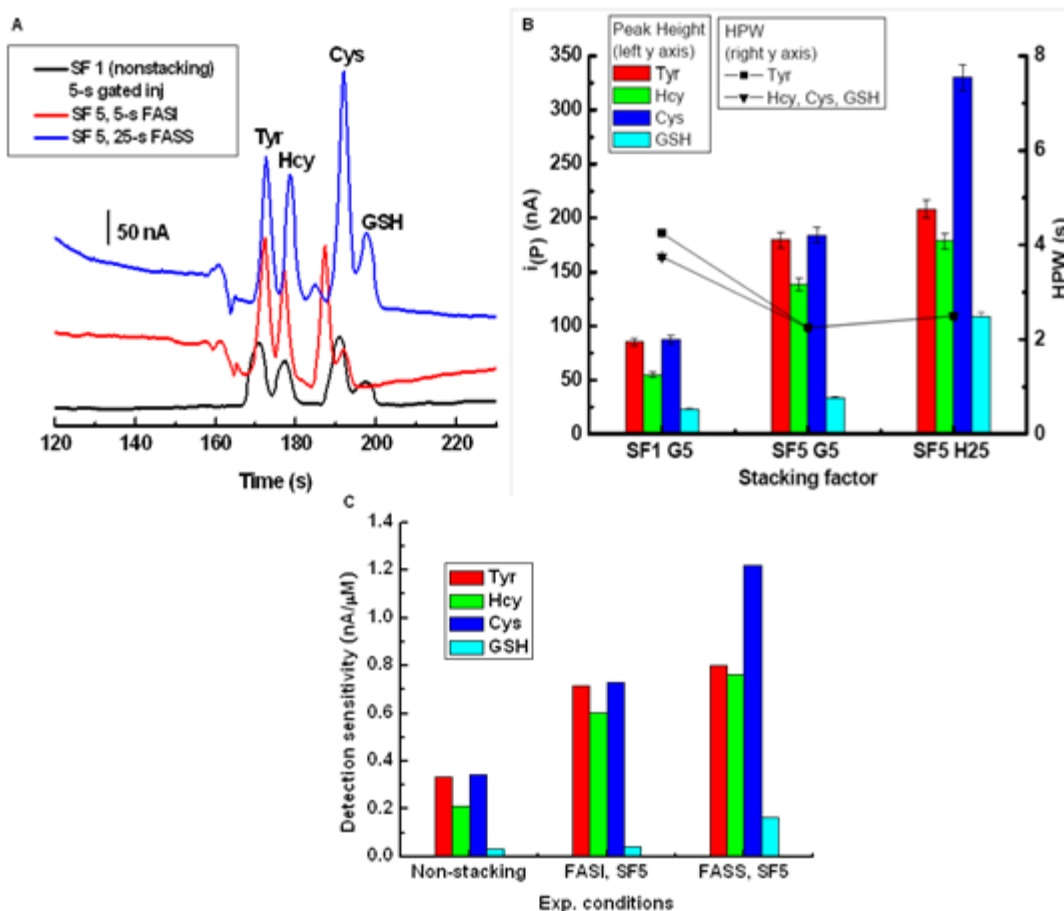 A
SF 1 (nonstacking)
5-s gated inj
SF 5, 5-s FASI
SF 5, 25-s FASS
Cys
Tyr
Hcy
GSH
50 nA
120 140 160 180 200 220
Time (s)
B
Peak Height
(left y axis)
Tyr
Hcy
Cys
GSH
HPW
(right y axis)
Tyr
Hcy, Cys, GSH
350
300
250
200
150
100
50
0
i(P) (nA)
8
6
4
2
0
HPW (s)
SF1 G5 SF5 G5 SF5 H25
Stacking factor
C
1.4
1.2
1.0
0.8
0.6
0.4
0.2
0.0
Detection sensitivity (nA/μM)
Tyr
Hcy
Cys
GSH
Non-stacking FASI, SF5 FASS, SF5
Exp. conditions